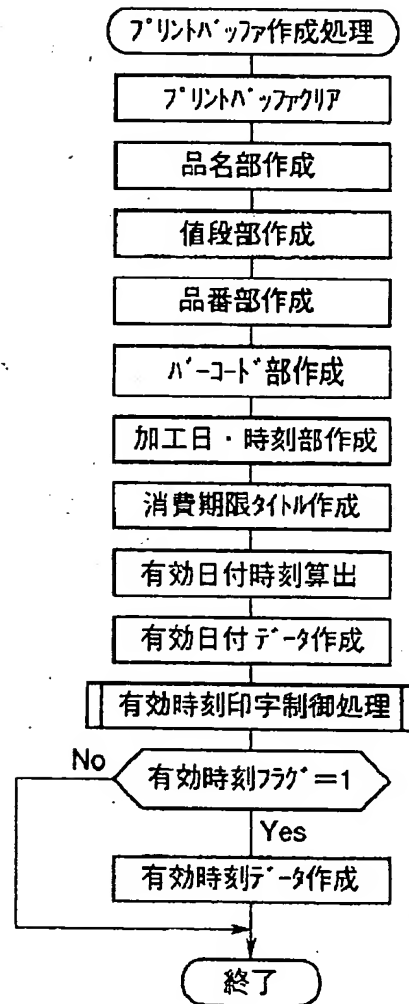 ﾌﾟﾘﾝﾄﾊﾞｯﾌｧ作成処理
ﾌﾟﾘﾝﾄﾊﾞｯﾌｧｸﾘｱ
品名部作成
値段部作成
品番部作成
ﾊﾞｰｺｰﾄﾞ部作成
加工日・時刻部作成
消費期限ﾀｲﾄﾙ作成
有効日付時刻算出
有効日付ﾃﾞｰﾀ作成
有効時刻印字制御処理
No
有効時刻ﾌﾗｸﾞ＝1
Yes
有効時刻ﾃﾞｰﾀ作成
終了